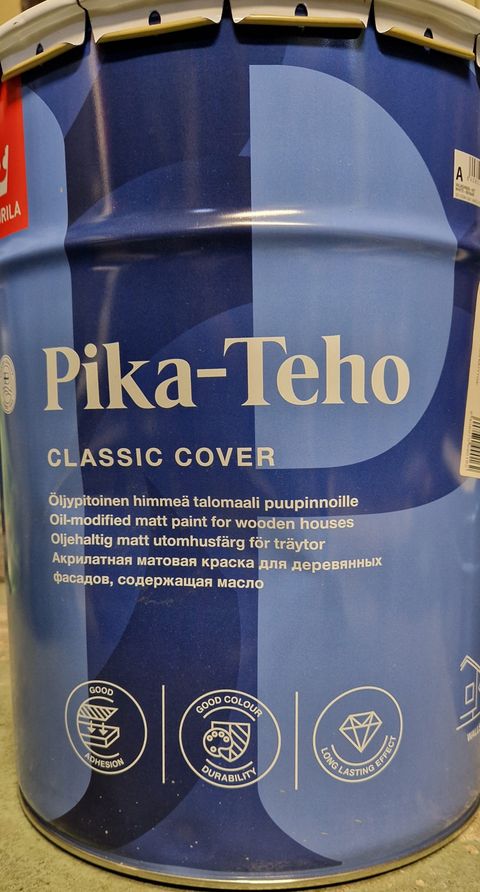 RILA
A
Pika-Teho
CLASSIC COVER
Öljypitoinen himmeä talomaali puupinnoille
Oil-modified matt paint for wooden houses
Oljehaltig matt utomhusfärg för träytor
Акрилатная матовая краска для деревянных
фасадов, содержащая масло
GOOD
ADHESION
GOOD COLOUR
DURABILITY
LONG LASTING EFFECT